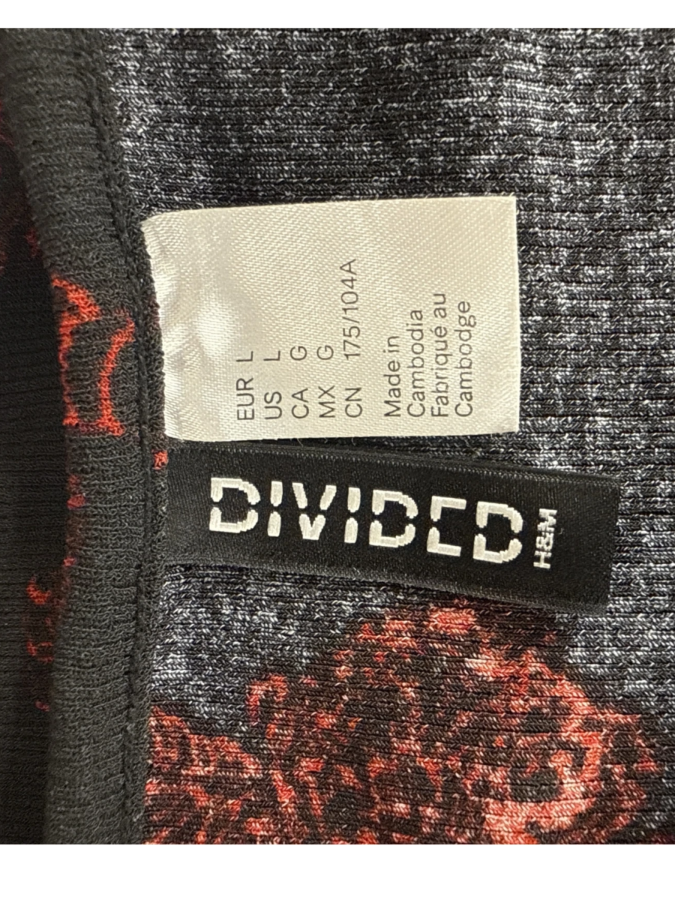 EUR L
US L
CA G
MX G
CN 175/104A
Made in
Cambodia
Fabriqué au
Cambodge
DIVIDED
H&M